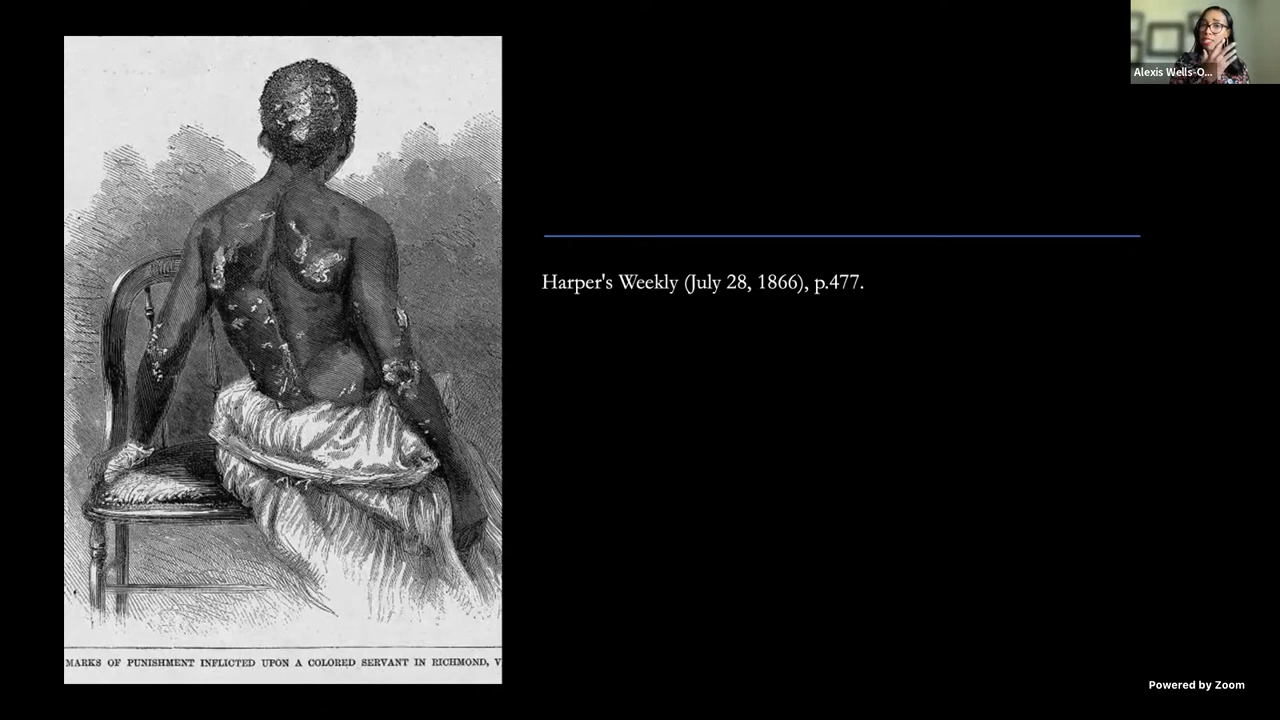 Alexis Wells-O...
Harper's Weekly (July 28, 1866), p.477.
MARKS OF PUNISHMENT INFLICTED UPON A COLORED SERVANT IN RICHMOND, V
Powered by Zoom